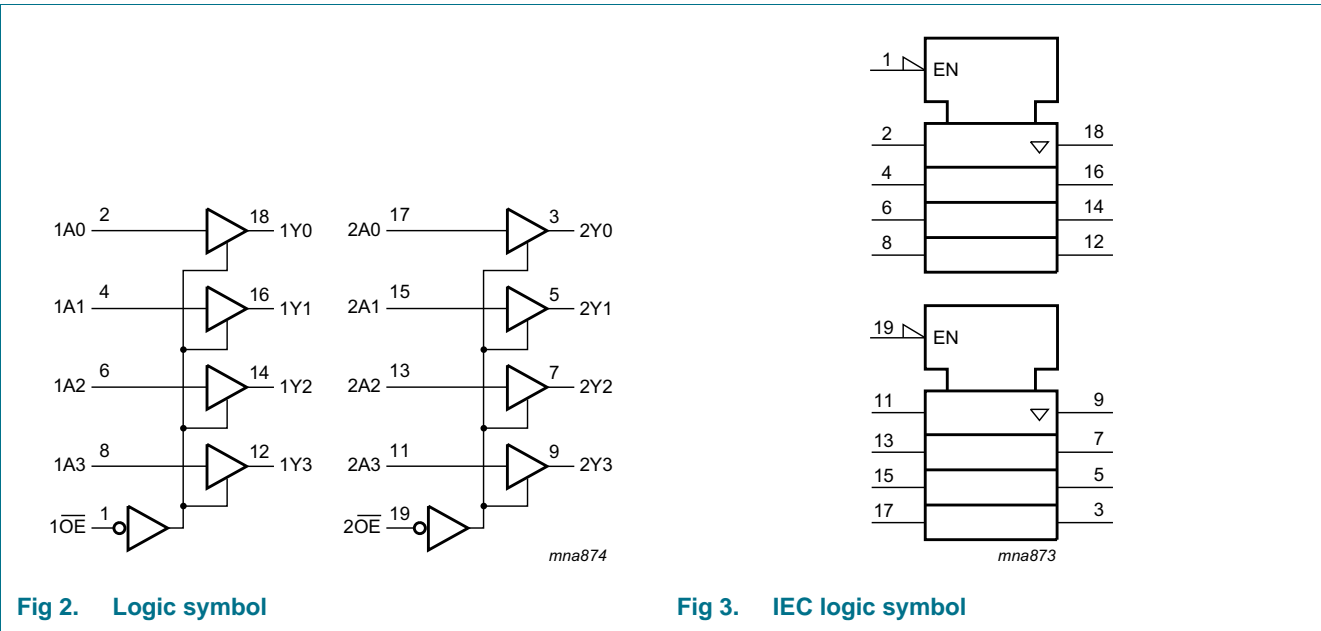 2
1A0
18
1Y0
4
1A1
16
1Y1
6
1A2
14
1Y2
8
1A3
12
1Y3
1
1OE
17
2A0
3
2Y0
15
2A1
5
2Y1
13
2A2
7
2Y2
11
2A3
9
2Y3
19
2OE
mna874
Fig 2. Logic symbol
1
EN
2
18
4
16
6
14
8
12
19
EN
11
9
13
7
15
5
17
3
mna873
Fig 3. IEC logic symbol